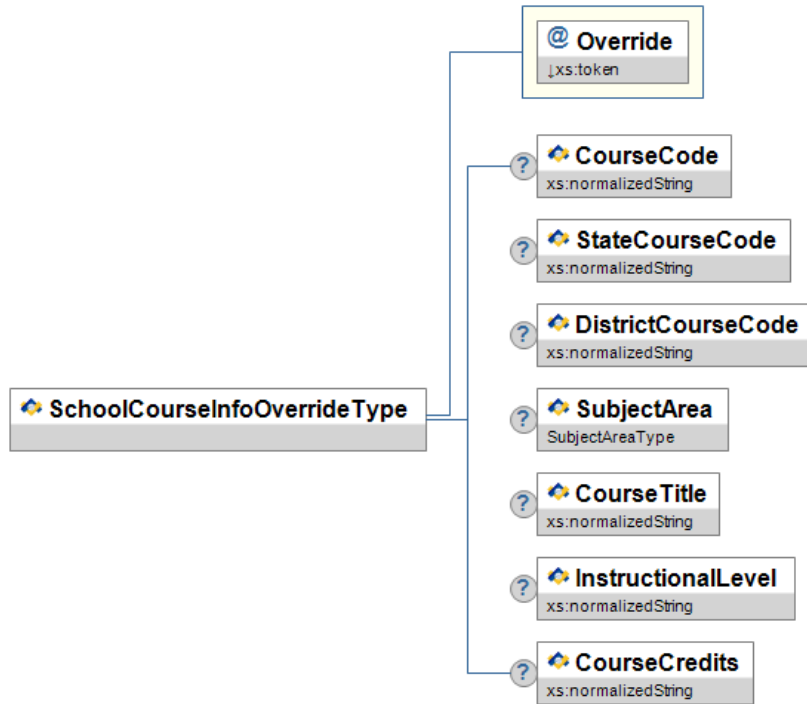 @ Override
↓xs:token
? CourseCode
xs:normalizedString
? StateCourseCode
xs:normalizedString
? DistrictCourseCode
xs:normalizedString
SchoolCourseInfoOverrideType
? SubjectArea
SubjectAreaType
? CourseTitle
xs:normalizedString
? InstructionalLevel
xs:normalizedString
? CourseCredits
xs:normalizedString